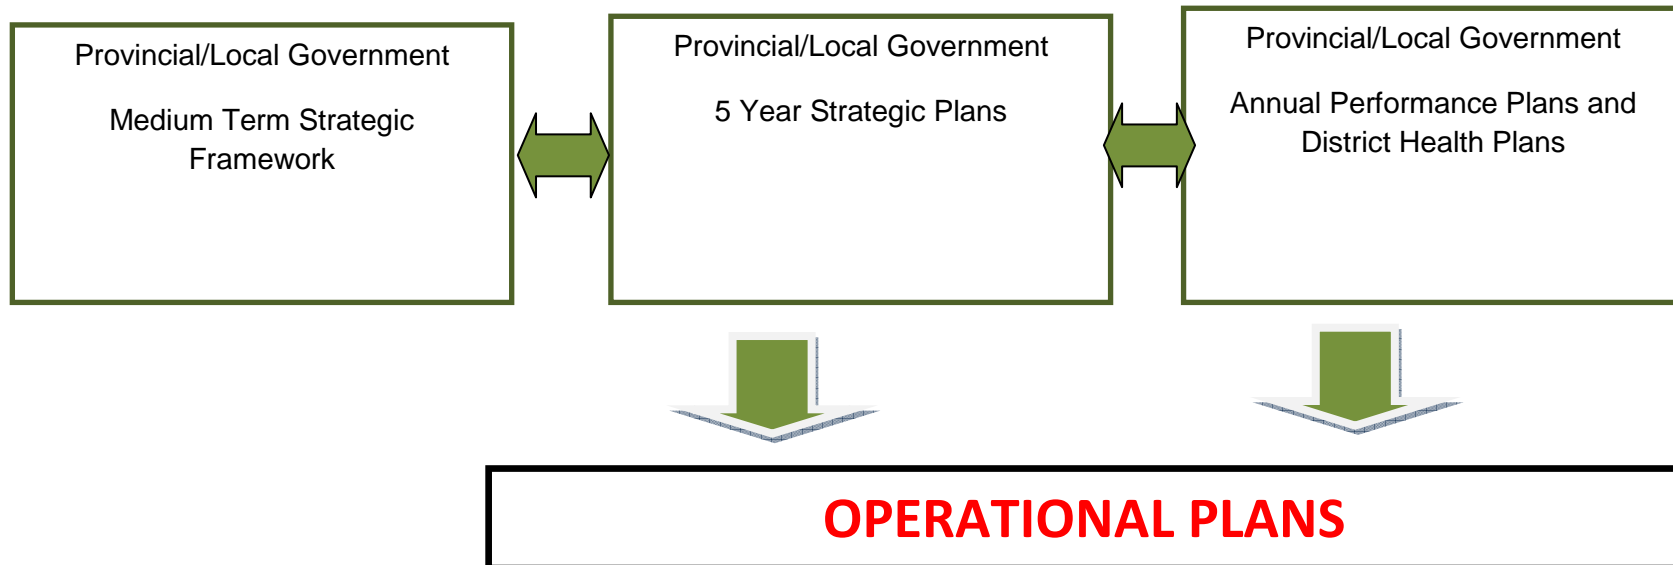 Provincial/Local Government
Medium Term Strategic
Framework
Provincial/Local Government
5 Year Strategic Plans
Provincial/Local Government
Annual Performance Plans and
District Health Plans
OPERATIONAL PLANS